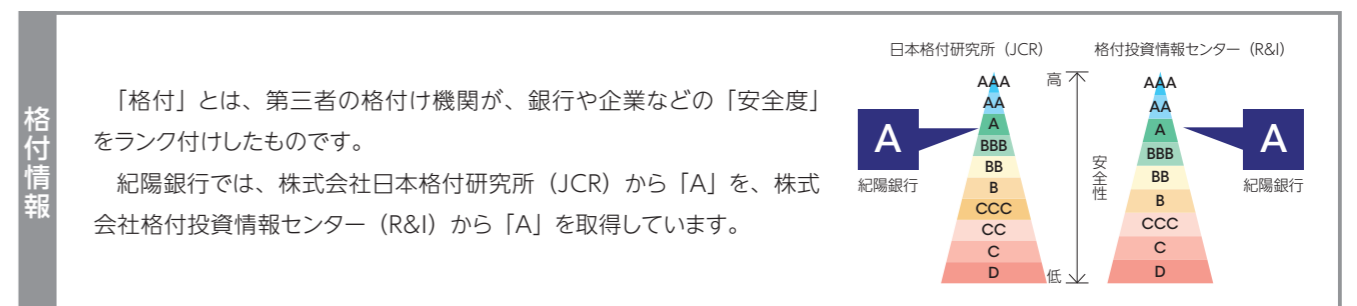 格付情報
「格付」とは、第三者の格付け機関が、銀行や企業などの「安全度」
をランク付けしたものです。
紀陽銀行では、株式会社日本格付研究所（JCR）から「A」を、株式
会社格付投資情報センター（R&I）から「A」を取得しています。
日本格付研究所（JCR）
AAA
AA
A
BBB
BB
B
CCC
CC
C
D
A
紀陽銀行
高
安全性
低
格付投資情報センター（R&I）
AAA
AA
A
BBB
BB
B
CCC
C
D
A
紀陽銀行